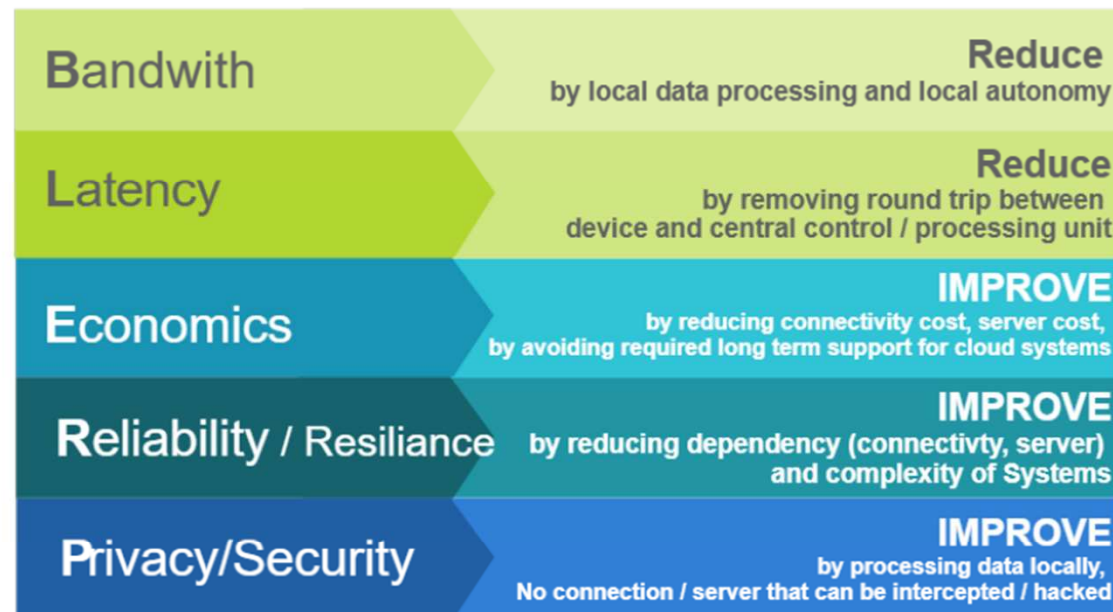 Bandwith
Reduce
by local data processing and local autonomy
Latency
Reduce
by removing round trip between
device and central control / processing unit
Economics
IMPROVE
by reducing connectivity cost, server cost,
by avoiding required long term support for cloud systems
Reliability / Resiliance
IMPROVE
by reducing dependency (connectivty, server)
and complexity of Systems
Privacy/Security
IMPROVE
by processing data locally,
No connection / server that can be intercepted / hacked